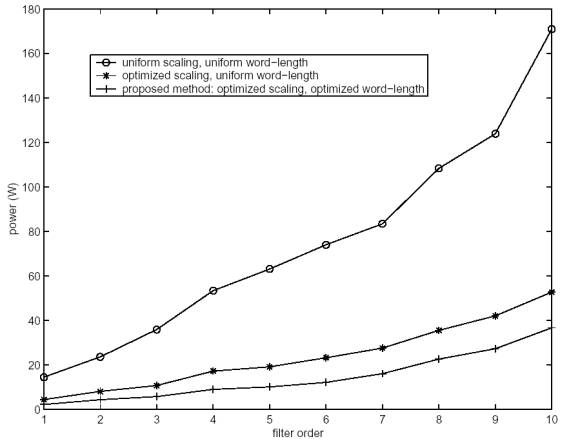 180
160
140
120
100
80
60
40
20
0
power (W)
uniform scaling, uniform word−length
optimized scaling, uniform word−length
proposed method: optimized scaling, optimized word−length
1 2 3 4 5 6 7 8 9 10
filter order